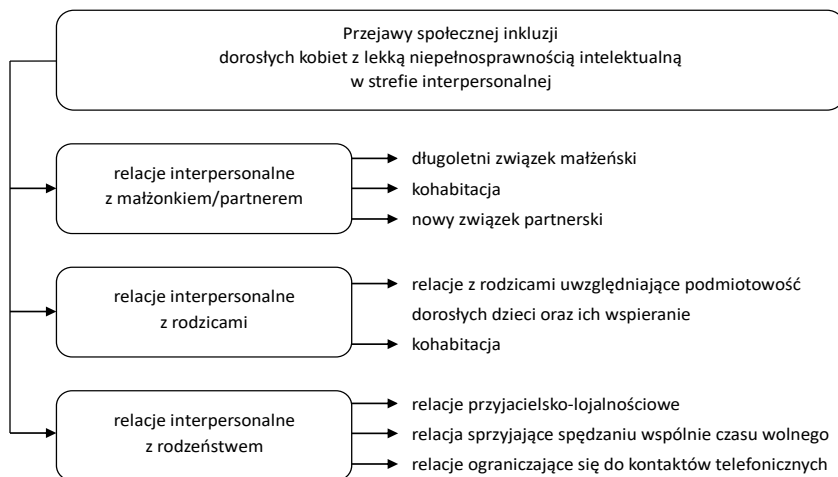 Przejawy społecznej inkluzji
dorosłych kobiet z lekką niepełnosprawnością intelektualną
w strefie interpersonalnej
relacje interpersonalne
z małżonkiem/partnerem
długoletni związek małżeński
kohabitacja
nowy związek partnerski
relacje interpersonalne
z rodzicami
relacje z rodzicami uwzględniające podmiotowość
dorosłych dzieci oraz ich wspieranie
kohabitacja
relacje interpersonalne
z rodzeństwem
relacje przyjacielsko-lojalnościowe
relacja sprzyjające spędzaniu wspólnie czasu wolnego
relacje ograniczające się do kontaktów telefonicznych